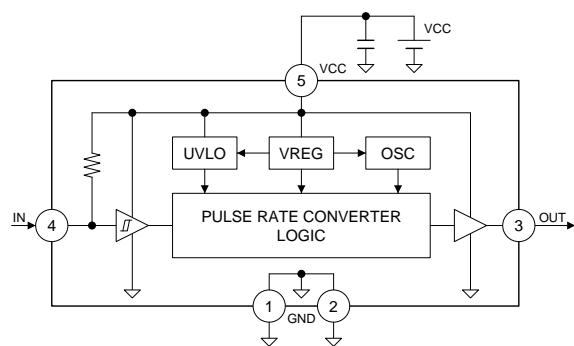 VCC
5 VCC
UVLO VREG OSC
IN 4 PULSE RATE CONVERTER 3 OUT
LOGIC
1 GND 2